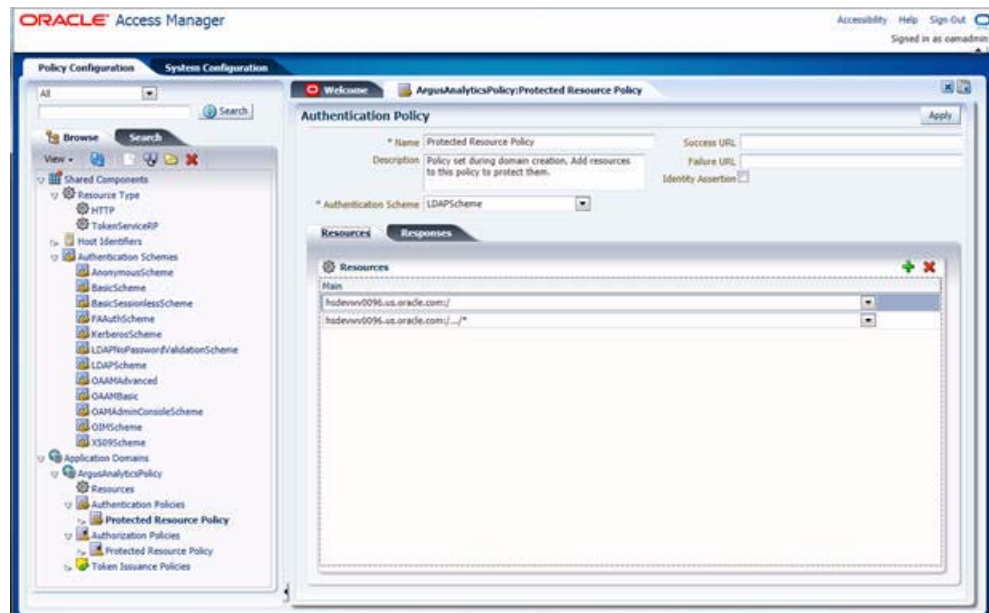 ORACLE Access Manager
Accessibility Help Sign Out
Signed in as oamadmin
Policy Configuration System Configuration
All
Search
Browse Search
View
Shared Components
Resource Type
HTTP
TokenServiceRP
Host Identifiers
Authentication Schemes
AnonymousScheme
BasicScheme
BasicSessionlessScheme
FAAuthScheme
KerberosScheme
LDAPNoPasswordValidationScheme
LDAPScheme
OAAMAdvanced
OAAMBasic
OAMAdminConsoleScheme
OIMScheme
X509Scheme
Application Domains
ArgusAnalyticsPolicy
Resources
Authentication Policies
Protected Resource Policy
Authorization Policies
Protected Resource Policy
Token Issuance Policies
Welcome ArgusAnalyticsPolicy:Protected Resource Policy
Authentication Policy Apply
* Name Protected Resource Policy
Description Policy set during domain creation. Add resources
to this policy to protect them.
* Authentication Scheme LDAPScheme
Success URL
Failure URL
Identity Assertion
Resources Responses
Resources
Main
hsdevwv0096.us.oracle.com:/
hsdevwv0096.us.oracle.com:/.../*